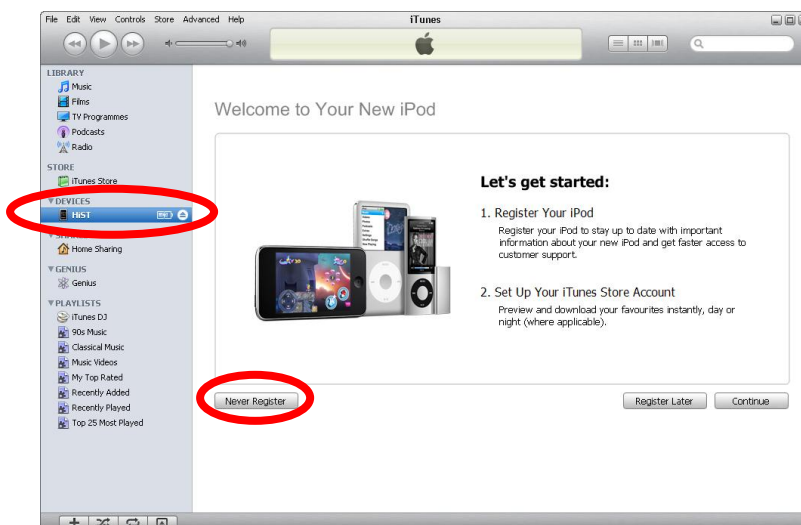 File Edit View Controls Store Advanced Help
iTunes
LIBRARY
Music
Films
TV Programmes
Podcasts
Radio
STORE
iTunes Store
DEVICES
HiST
Home Sharing
GENIUS
Genius
PLAYLISTS
iTunes DJ
90s Music
Classical Music
Music Videos
My Top Rated
Recently Added
Recently Played
Top 25 Most Played
Welcome to Your New iPod
Let's get started:
1. Register Your iPod
Register your iPod to stay up to date with important
information about your new iPod and get faster access to
customer support.
2. Set Up Your iTunes Store Account
Preview and download your favourites instantly, day or
night (where applicable).
Never Register
Register Later
Continue